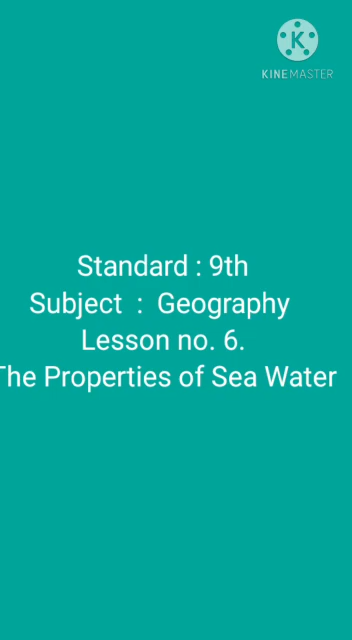 K
KINEMASTER
Standard : 9th
Subject : Geography
Lesson no. 6.
The Properties of Sea Water